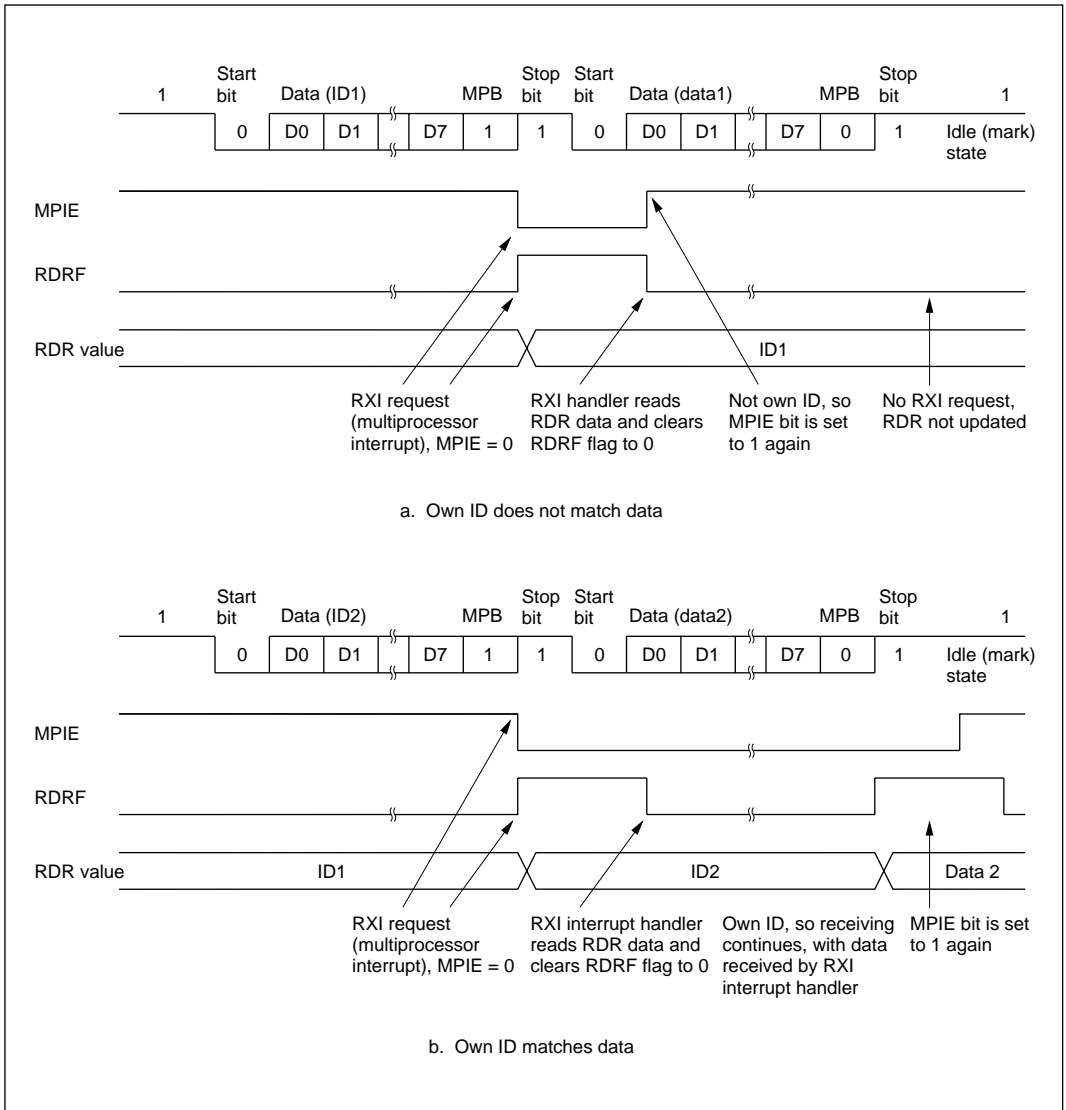 Start Stop Start Stop
1 bit Data (ID1) MPB bit bit Data (data1) MPB bit 1
0 D0 D1 D7 1 1 0 D0 D1 D7 0 1 Idle (mark)
state
MPIE
RDRF
RDR value ID1
RXI request
(multiprocessor
interrupt), MPIE = 0
RXI handler reads
RDR data and clears
RDRF flag to 0
Not own ID, so
MPIE bit is set
to 1 again
No RXI request,
RDR not updated
a. Own ID does not match data
Start Stop Start Stop
1 bit Data (ID2) MPB bit bit Data (data2) MPB bit 1
0 D0 D1 D7 1 1 0 D0 D1 D7 0 1 Idle (mark)
state
MPIE
RDRF
RDR value ID1 ID2 Data 2
RXI request
(multiprocessor
interrupt), MPIE = 0
RXI interrupt handler
reads RDR data and
clears RDRF flag to 0
Own ID, so receiving
continues, with data
received by RXI
interrupt handler
MPIE bit is set
to 1 again
b. Own ID matches data